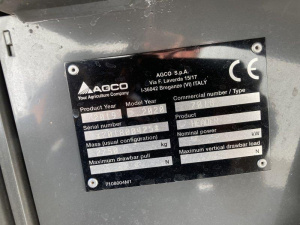 AGCO
Your Agriculture Company
AGCO S.p.A.
Via F. Laverda 15/17
I-36042 Breganze (VI) ITALY
CE
Product Year
Model Year
Commercial number / Type
Serial number
Product
Mass (usual configuration)
Nominal power
kg
kW
Maximum drawbar pull
Maximum vertical drawbar load
N
N